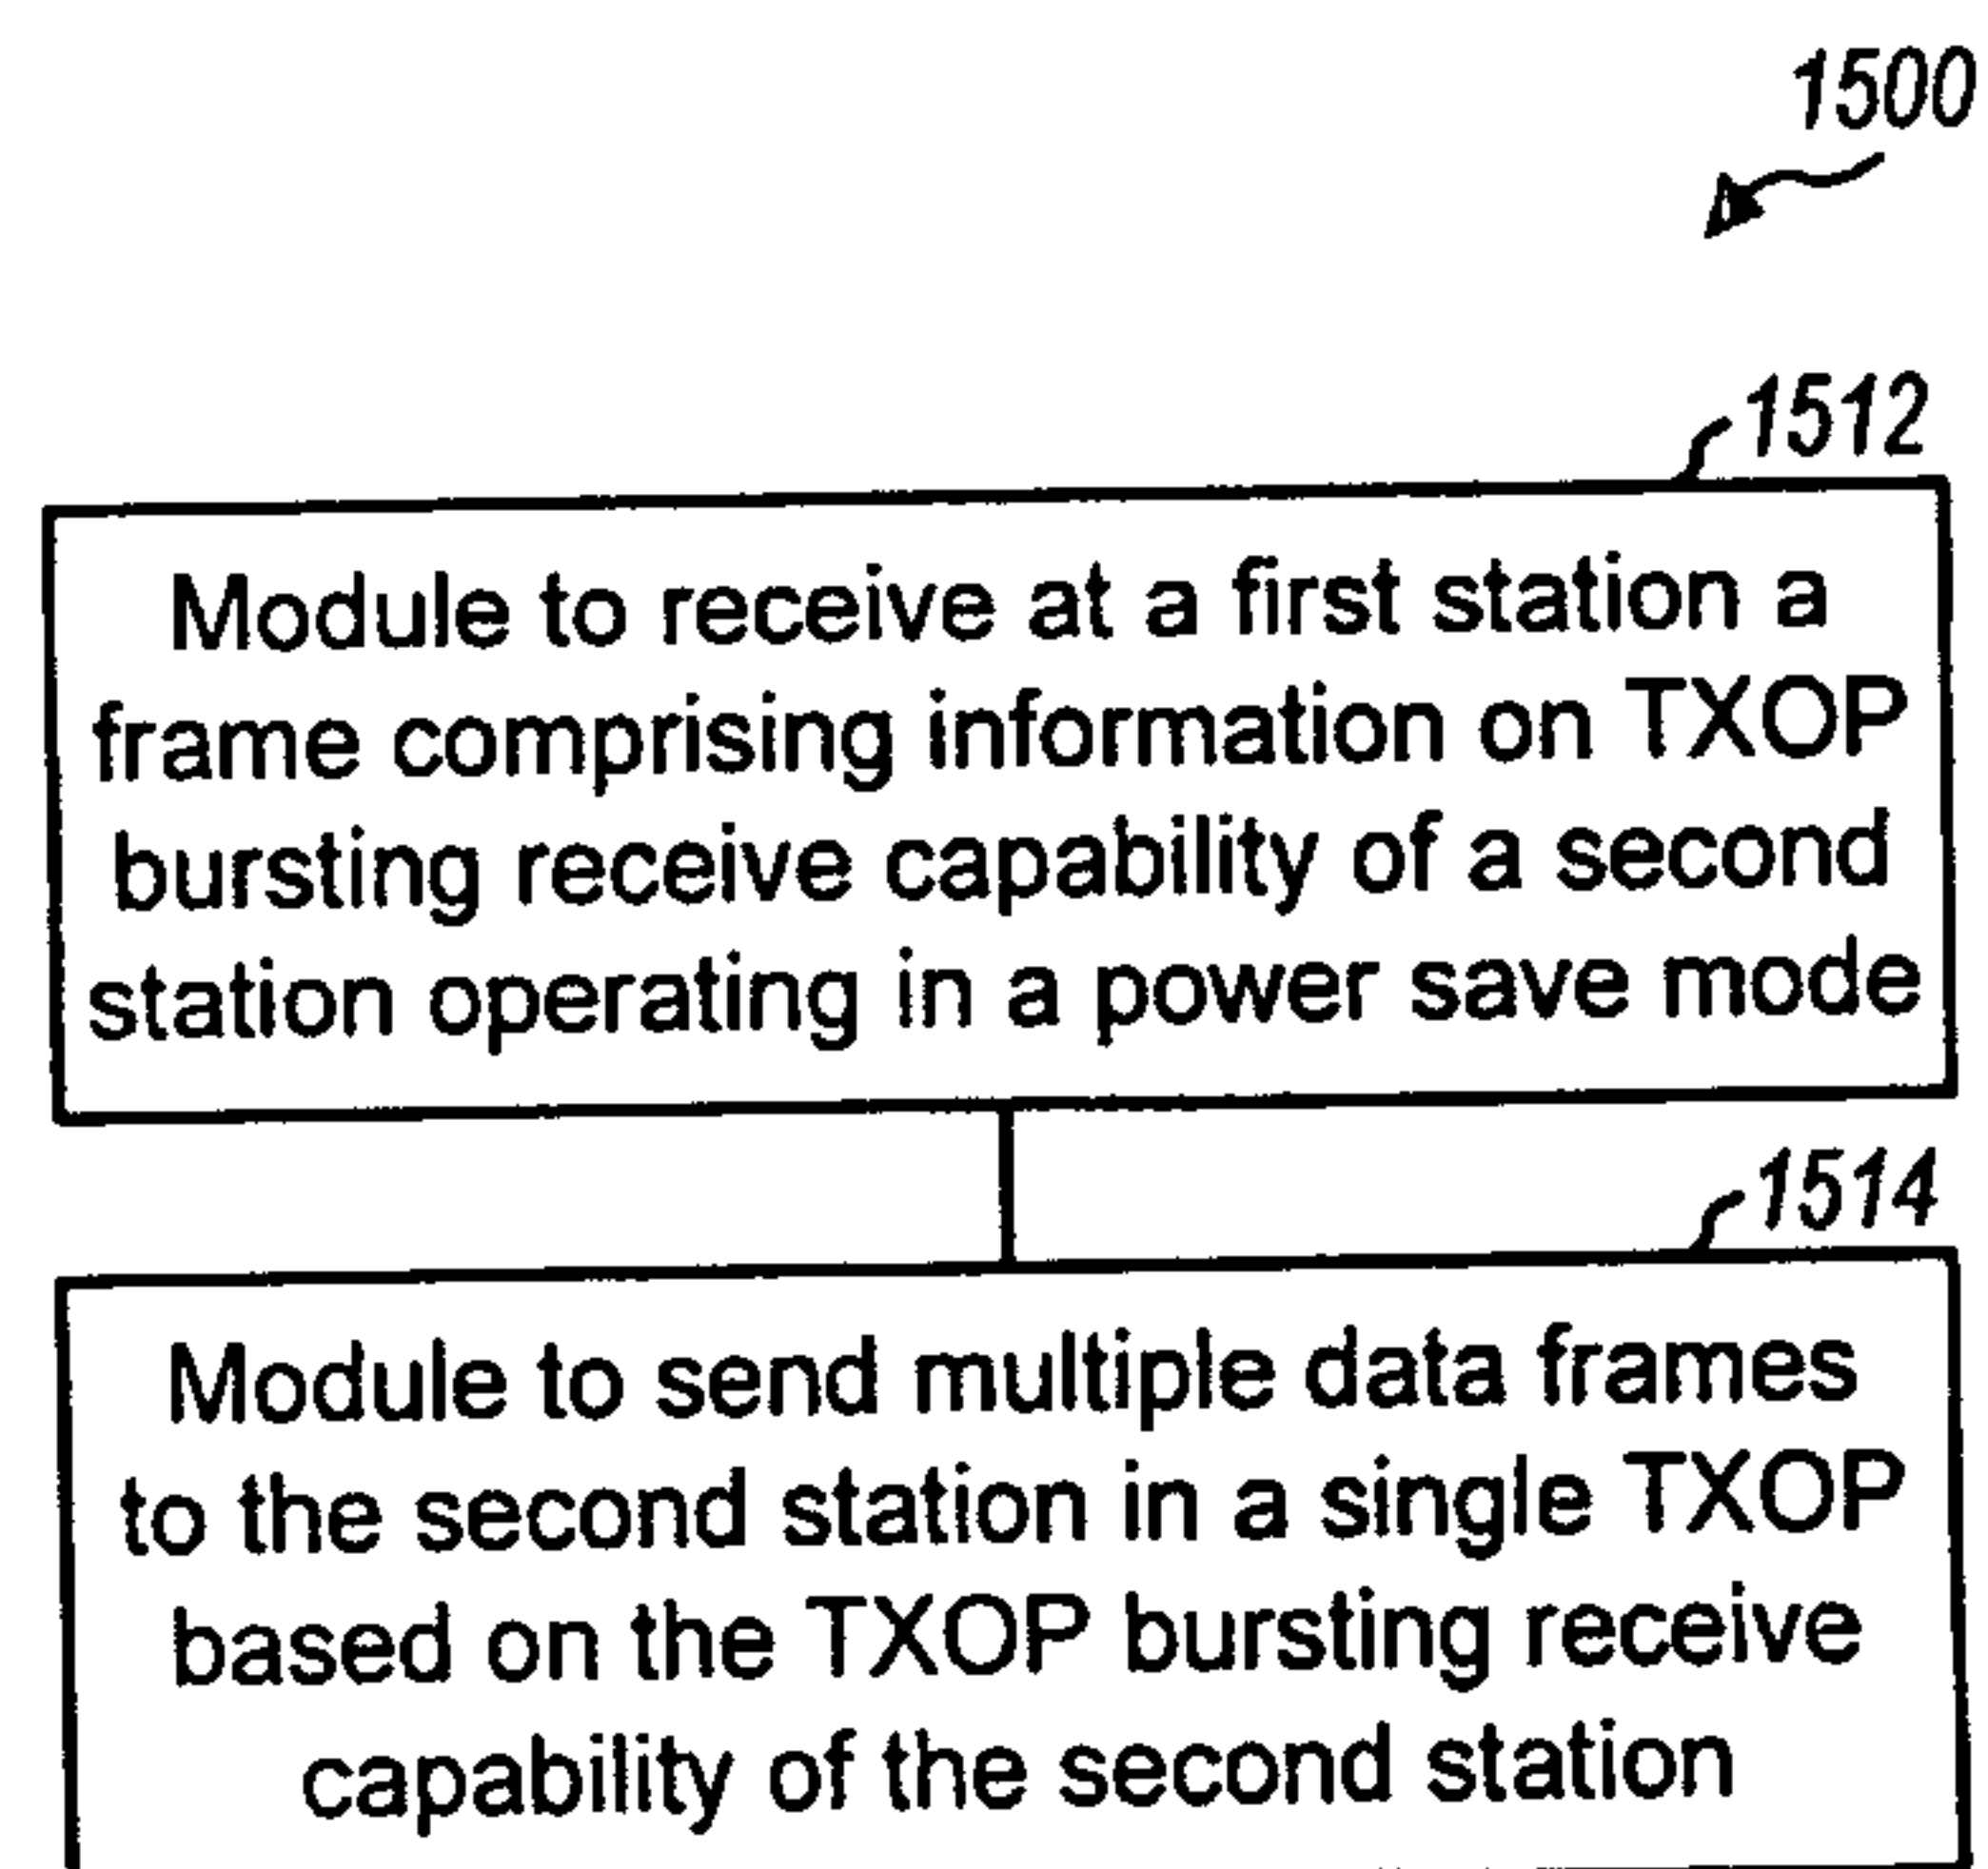 1500
1512
Module to receive at a first station a
frame comprising information on TXOP
bursting receive capability of a second
station operating in a power save mode
1514
Module to send multiple data frames
to the second station in a single TXOP
based on the TXOP bursting receive
capability of the second station